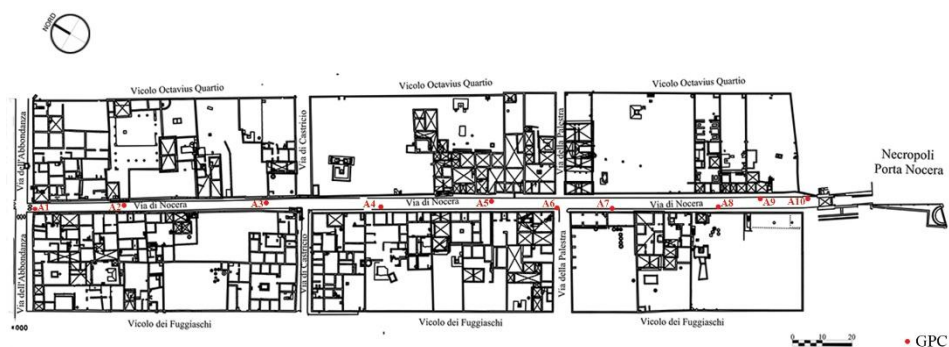 NORD
Vicolo Octavius Quartio
Vicolo Octavius Quartio
Vicolo Octavius Quartio
Via dell'Abbondanza
Via di Castricio
Via della Palestra
Necropoli
Porta Nocera
A1
A2
Via di Nocera
A3
A4
Via di Nocera
A5
A6
A7
Via di Nocera
A8
A9
A10
Via dell'Abbondanza
Via di Castricio
Via della Palestra
Vicolo dei Fuggiaschi
Vicolo dei Fuggiaschi
Vicolo dei Fuggiaschi
0 10 20
GPC